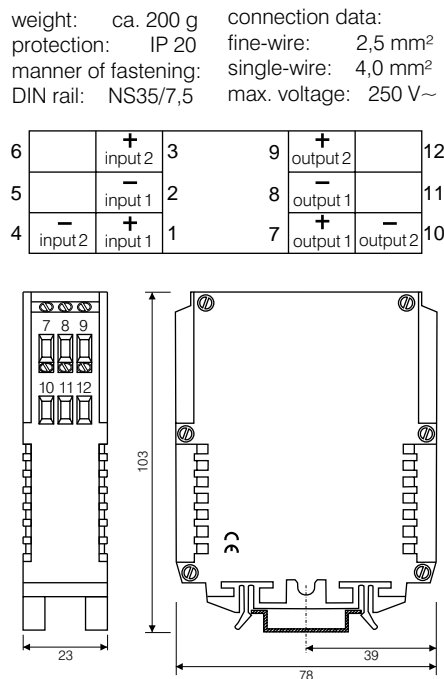 weight: ca. 200 g
protection: IP 20
manner of fastening:
DIN rail: NS35/7,5
connection data:
fine-wire: 2,5 mm²
single-wire: 4,0 mm²
max. voltage: 250 V~
6 + input 2 3 9 + output 2 12
5 − input 1 2 8 − output 1 11
4 − input 2 + input 1 1 7 + output 1 − output 2 10
7 8 9
10 11 12
103
CE
23
39
78